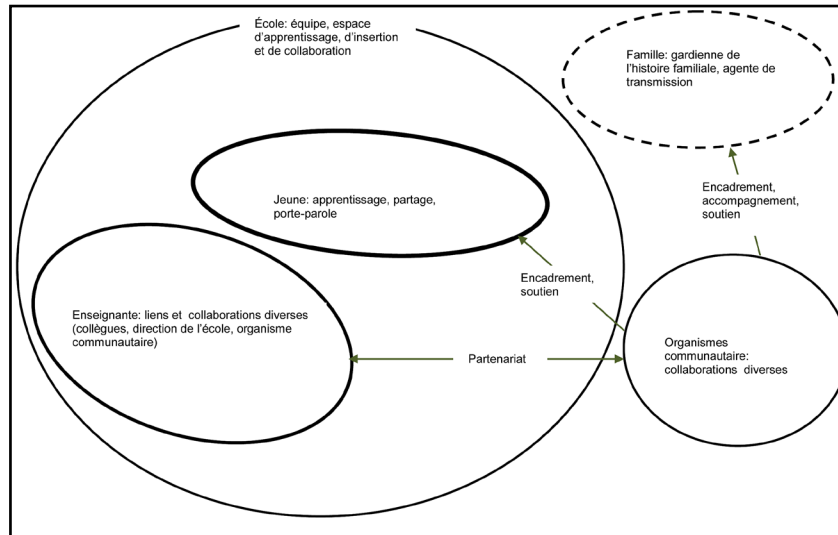 École: équipe, espace
d'apprentissage, d'insertion
et de collaboration
Famille: gardienne de
l'histoire familiale, agente de
transmission
Jeune: apprentissage, partage,
porte-parole
Encadrement,
accompagnement,
soutien
Encadrement,
soutien
Enseignante: liens et collaborations diverses
(collègues, direction de l'école, organisme
communautaire)
Partenariat
Organismes
communautaire:
collaborations diverses